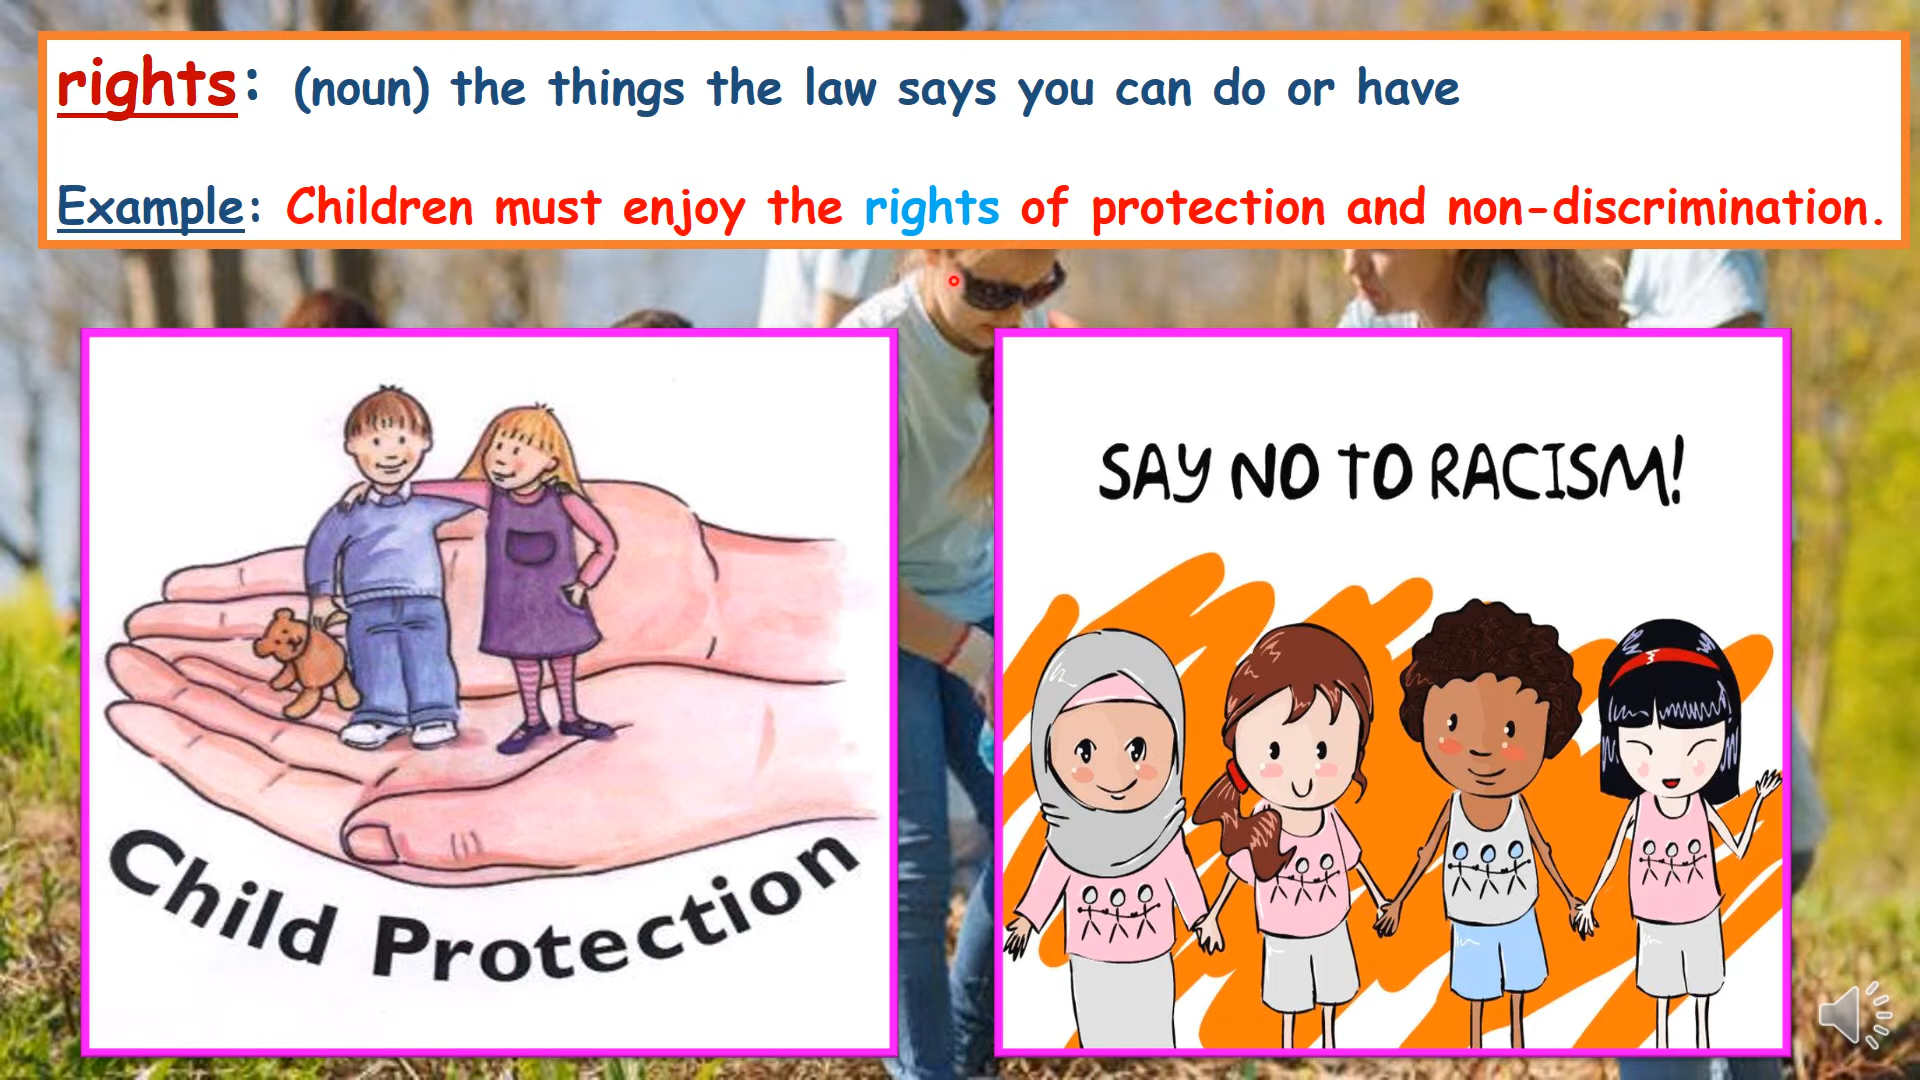 rights: (noun) the things the law says you can do or have
Example: Children must enjoy the rights of protection and non-discrimination.
Child Protection
SAY NO TO RACISM!